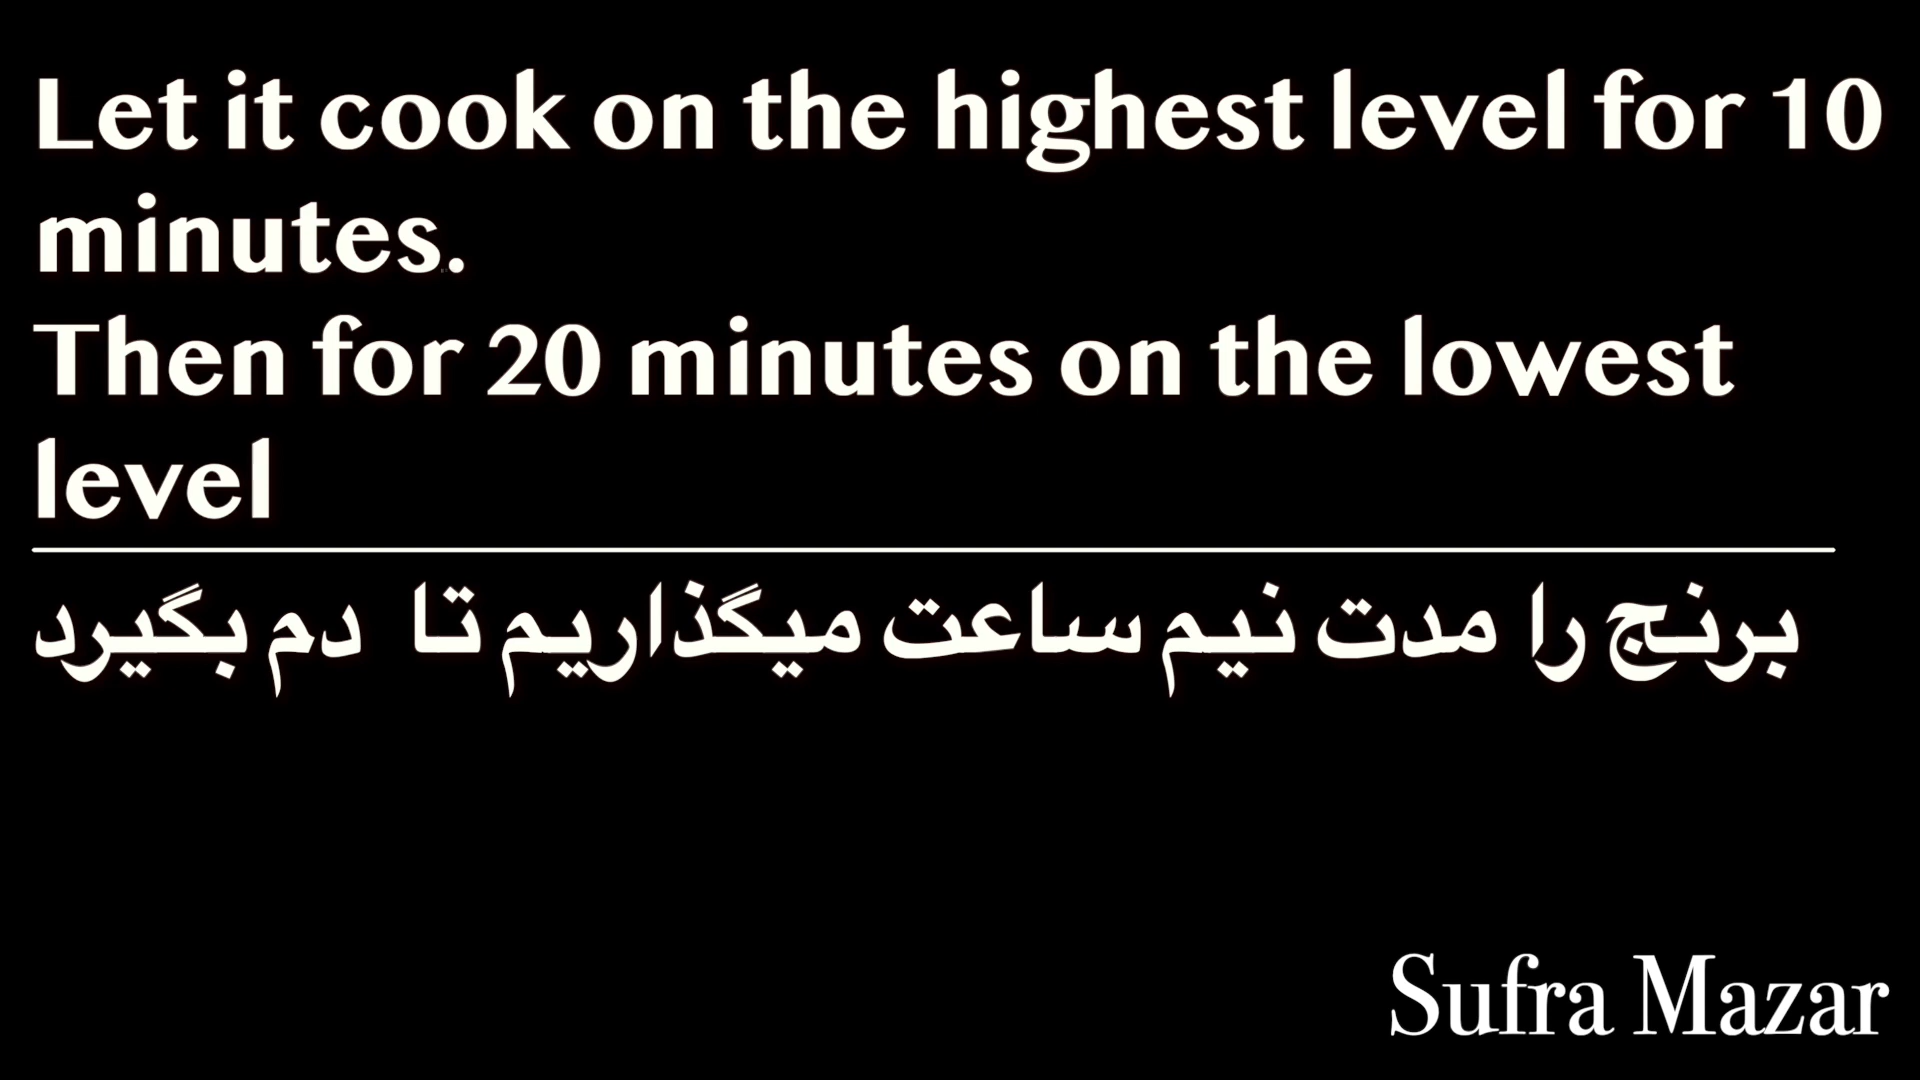 Let it cook on the highest level for 10
minutes.
Then for 20 minutes on the lowest
level
برنج را مدت نیم ساعت میگذاریم تا دم بگیرد
Sufra Mazar